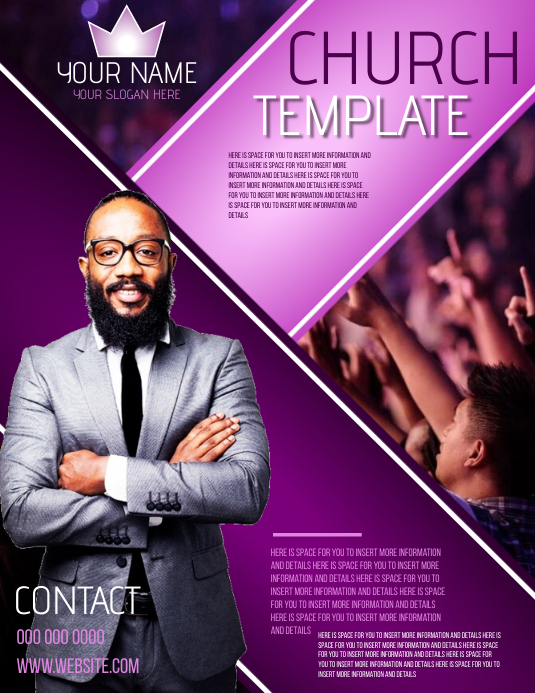 YOUR NAME
YOUR SLOGAN HERE
CHURCH
TEMPLATE
HERE IS SPACE FOR YOU TO INSERT MORE INFORMATION AND
DETAILS HERE IS SPACE FOR YOU TO INSERT MORE
INFORMATION AND DETAILS HERE IS SPACE FOR YOU TO
INSERT MORE INFORMATION AND DETAILS HERE IS SPACE
FOR YOU TO INSERT MORE INFORMATION AND DETAILS HERE
IS SPACE FOR YOU TO INSERT MORE INFORMATION AND
DETAILS
HERE IS SPACE FOR YOU TO INSERT MORE INFORMATION
AND DETAILS HERE IS SPACE FOR YOU TO INSERT MORE
INFORMATION AND DETAILS HERE IS SPACE FOR YOU TO
INSERT MORE INFORMATION AND DETAILS HERE IS SPACE
FOR YOU TO INSERT MORE INFORMATION AND DETAILS
HERE IS SPACE FOR YOU TO INSERT MORE INFORMATION
AND DETAILS
HERE IS SPACE FOR YOU TO INSERT MORE INFORMATION AND DETAILS HERE IS
SPACE FOR YOU TO INSERT MORE INFORMATION AND DETAILS HERE IS SPACE
FOR YOU TO INSERT MORE INFORMATION AND DETAILS HERE IS SPACE FOR
YOU TO INSERT MORE INFORMATION AND DETAILS HERE IS SPACE FOR YOU TO
INSERT MORE INFORMATION AND DETAILS
CONTACT
000 000 0000
WWW.WEBSITE.COM